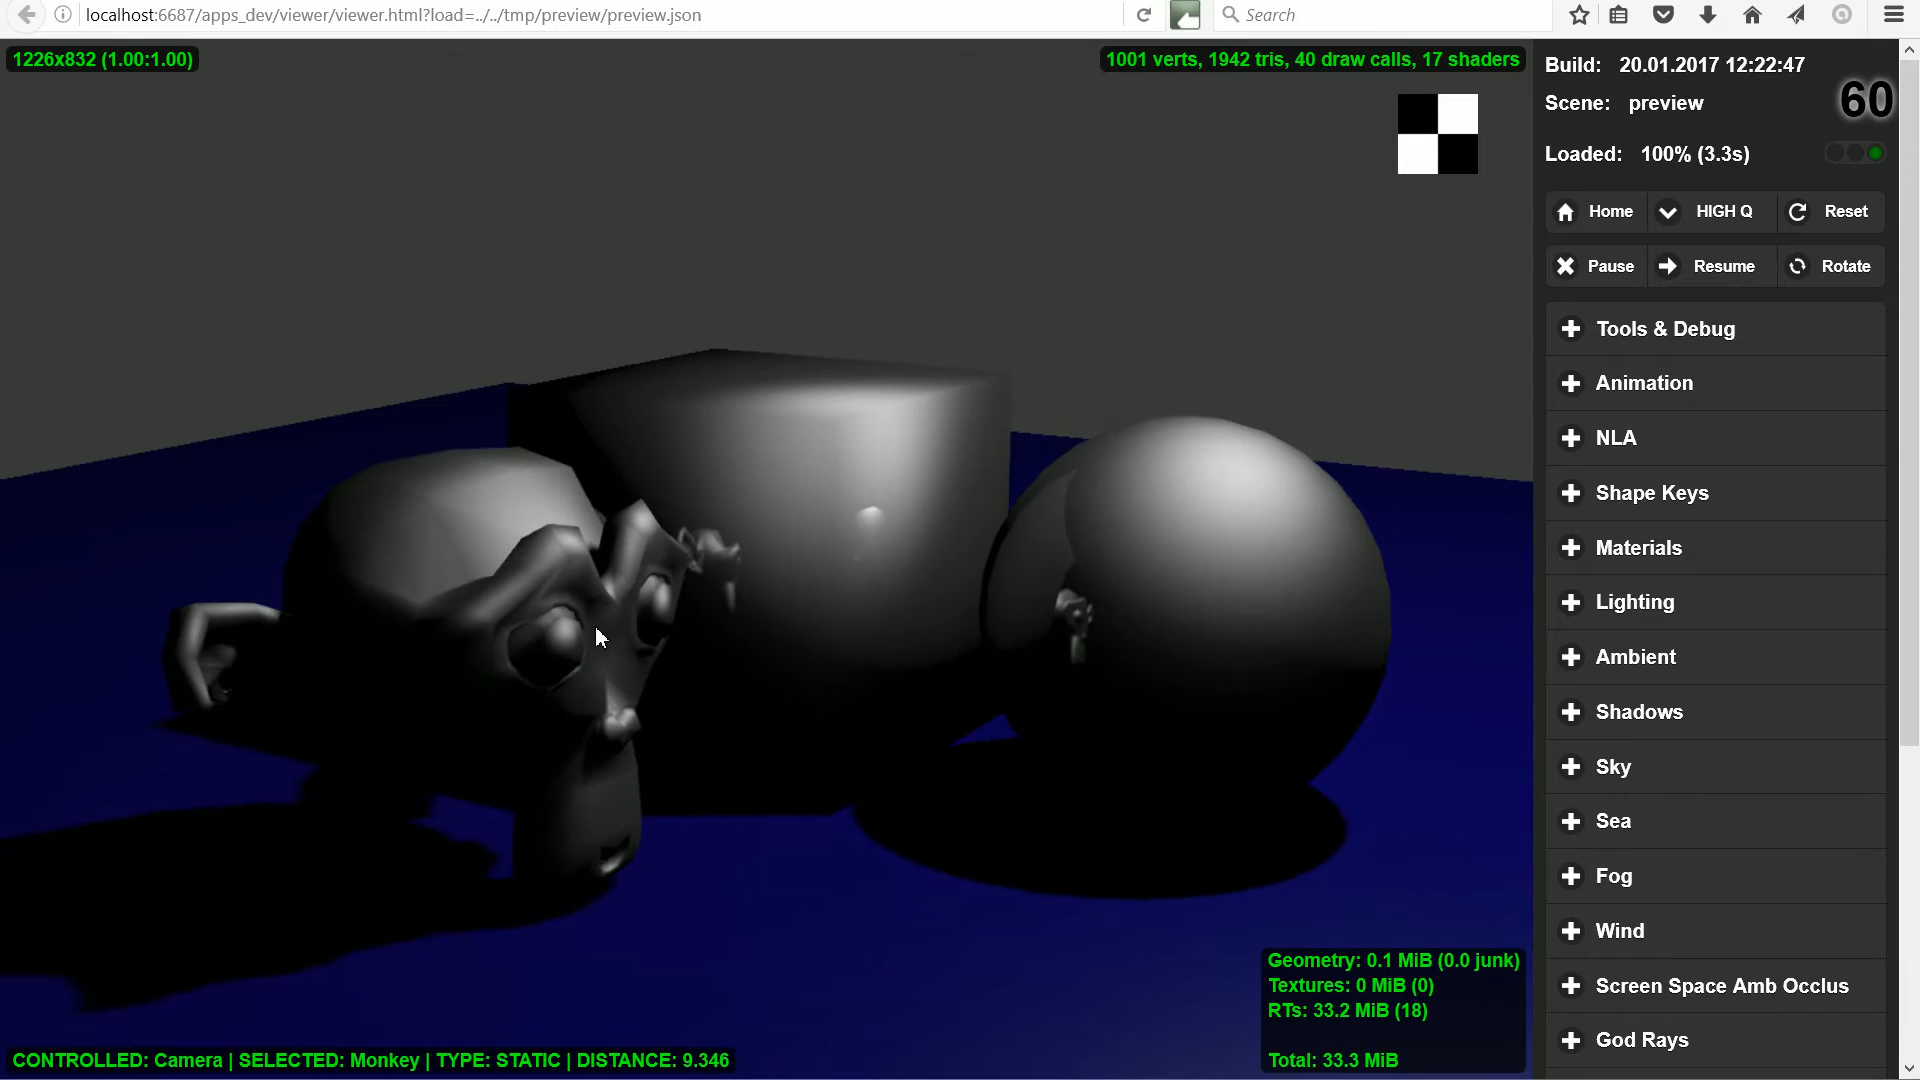 localhost:6687/apps_dev/viewer/viewer.html?load=../../tmp/preview/preview.json
Search
1226x832 (1.00:1.00)
1001 verts, 1942 tris, 40 draw calls, 17 shaders
Build: 20.01.2017 12:22:47
Scene: preview
60
Loaded: 100% (3.3s)
Home
HIGH Q
Reset
Pause
Resume
Rotate
Tools & Debug
Animation
NLA
Shape Keys
Materials
Lighting
Ambient
Shadows
Sky
Sea
Fog
Wind
Screen Space Amb Occlus
God Rays
Geometry: 0.1 MiB (0.0 junk)
Textures: 0 MiB (0)
RTs: 33.2 MiB (18)
Total: 33.3 MiB
CONTROLLED: Camera | SELECTED: Monkey | TYPE: STATIC | DISTANCE: 9.346